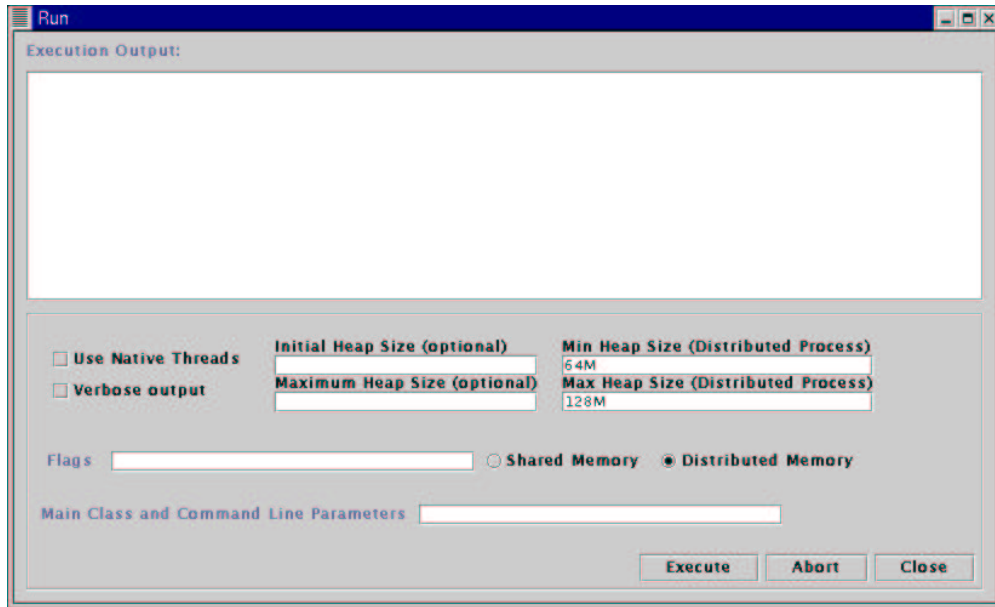 Run
Execution Output:
Use Native Threads
Verbose output
Initial Heap Size (optional)
Maximum Heap Size (optional)
Min Heap Size (Distributed Process)
64M
Max Heap Size (Distributed Process)
128M
Flags
Shared Memory
Distributed Memory
Main Class and Command Line Parameters
Execute
Abort
Close